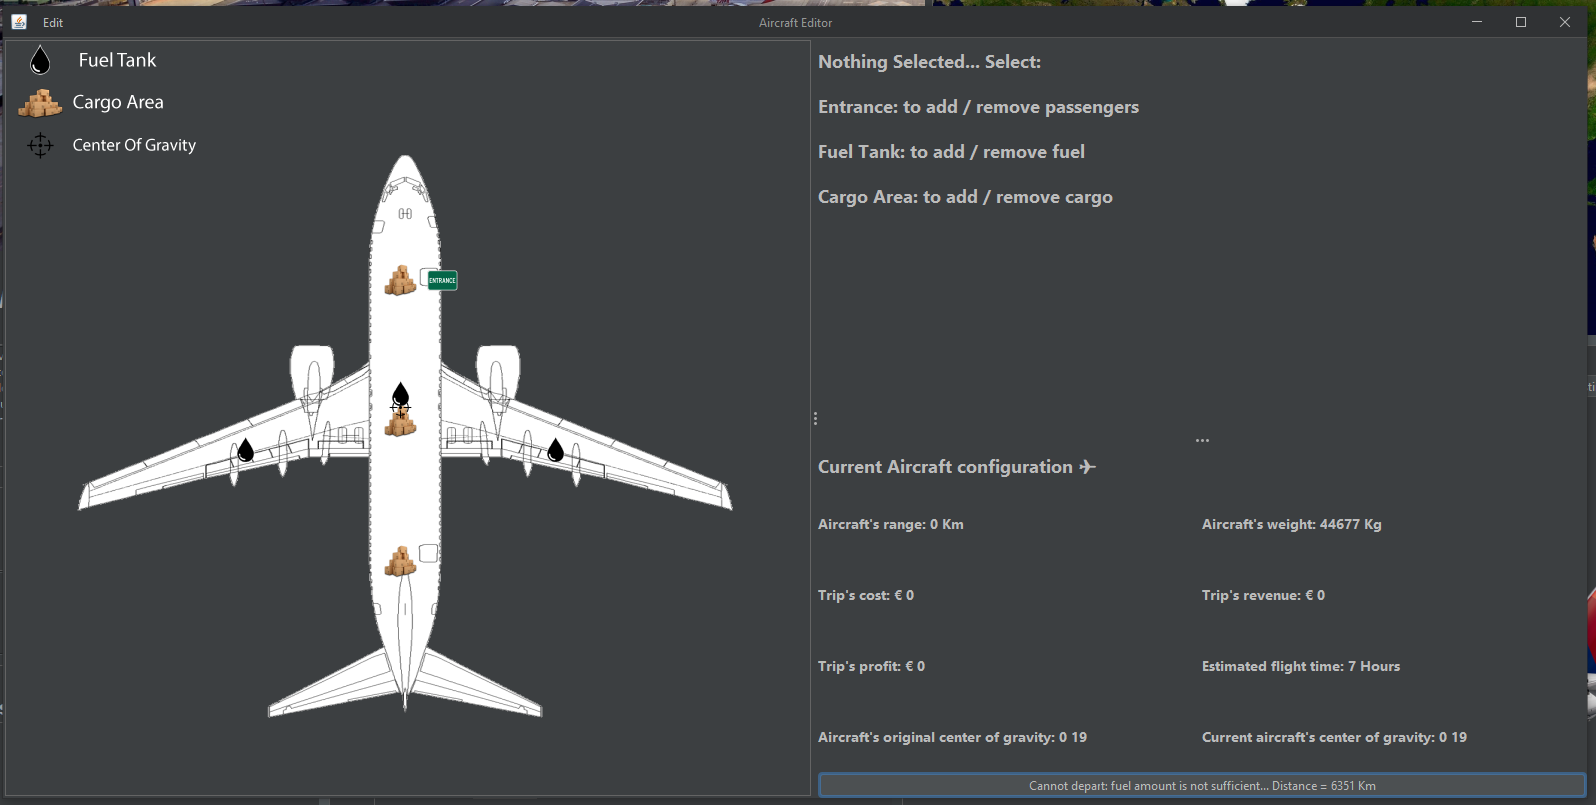 Edit
Aircraft Editor
Fuel Tank
Cargo Area
Center Of Gravity
ENTRANCE
Nothing Selected... Select:
Entrance: to add / remove passengers
Fuel Tank: to add / remove fuel
Cargo Area: to add / remove cargo
Current Aircraft configuration ✈
Aircraft's range: 0 Km
Aircraft's weight: 44677 Kg
Trip's cost: € 0
Trip's revenue: € 0
Trip's profit: € 0
Estimated flight time: 7 Hours
Aircraft's original center of gravity: 0 19
Current aircraft's center of gravity: 0 19
Cannot depart: fuel amount is not sufficient... Distance = 6351 Km